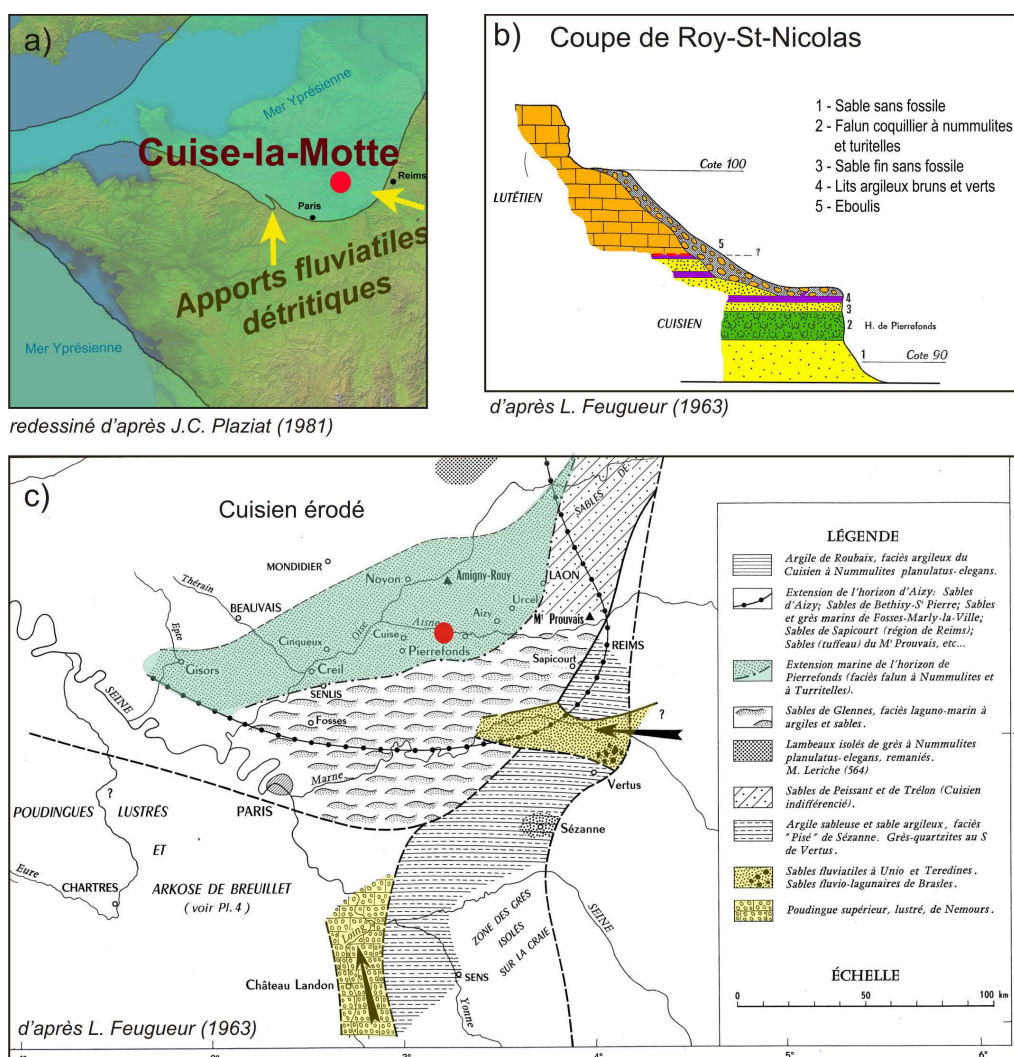 a)
Mer Yprésienne
Cuise-la-Motte
Reims
Paris
Apports fluviatiles
détritiques
Mer Yprésienne
redessiné d'après J.C. Plaziat (1981)
b) Coupe de Roy-St-Nicolas
1 - Sable sans fossile
2 - Falun coquillier à nummulites
et turitelles
3 - Sable fin sans fossile
4 - Lits argileux bruns et verts
5 - Eboulis
Cote 100
LUTÉTIEN
5
?
4
3
CUISIEN
2
H. de Pierrefonds
1
Cote 90
d'après L. Feugueur (1963)
c)
Cuisien érodé
SABLES DE
MONDIDIER
Thérain
Noyon
Amigny-Rouy
LAON
BEAUVAIS
Urcel
Oise
Aizy
Mt Prouvais
Epte
Aisne
Cinqueux
Cuise
REIMS
Pierrefonds
Sapicourt
Gisors
Creil
SENLIS
SEINE
Fosses
?
Marne
Vertus
PARIS
?
POUDINGUES
LUSTRÉS
Sézanne
ET
Eure
CHARTRES
ARKOSE DE BREUILLET
(voir Pl. 4)
ZONE DES GRÈS
ISOLÉS
SUR LA CRAIE
SEINE
Loing
SENS
Château Landon
Yonne
d'après L. Feugueur (1963)
LÉGENDE
Argile de Roubaix, faciès argileux du
Cuisien à Nummulites planulatus-elegans.
Extension de l'horizon d'Aizy: Sables
d'Aizy; Sables de Bethisy-St Pierre; Sables
et grès marins de Fosses-Marly-la-Ville;
Sables de Sapicourt (région de Reims);
Sables (tuffeau) du Mt Prouvais, etc...
Extension marine de l'horizon de
Pierrefonds (faciès falun à Nummulites et
à Turritelles).
Sables de Glennes, faciès laguno-marin à
argiles et sables.
Lambeaux isolés de grès à Nummulites
planulatus-elegans, remaniés.
M. Leriche (564)
Sables de Peissant et de Trélon (Cuisien
indifférencié).
Argile sableuse et sable argileux, faciès
"Pisé" de Sézanne. Grès-quartzites au S
de Vertus.
Sables fluviatiles à Unio et Teredines.
Sables fluvio-lagunaires de Brasles.
Poudingue supérieur, lustré, de Nemours.
ÉCHELLE
0 50 100 km
2° 3° 4° 5° 6°